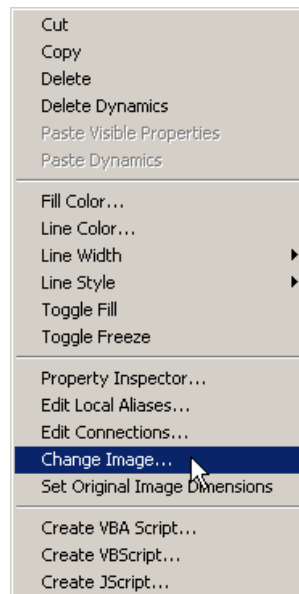 Cut
Copy
Delete
Delete Dynamics
Paste Visible Properties
Paste Dynamics
Fill Color...
Line Color...
Line Width
Line Style
Toggle Fill
Toggle Freeze
Property Inspector...
Edit Local Aliases...
Edit Connections...
Change Image...
Set Original Image Dimensions
Create VBA Script...
Create VBScript...
Create JScript...